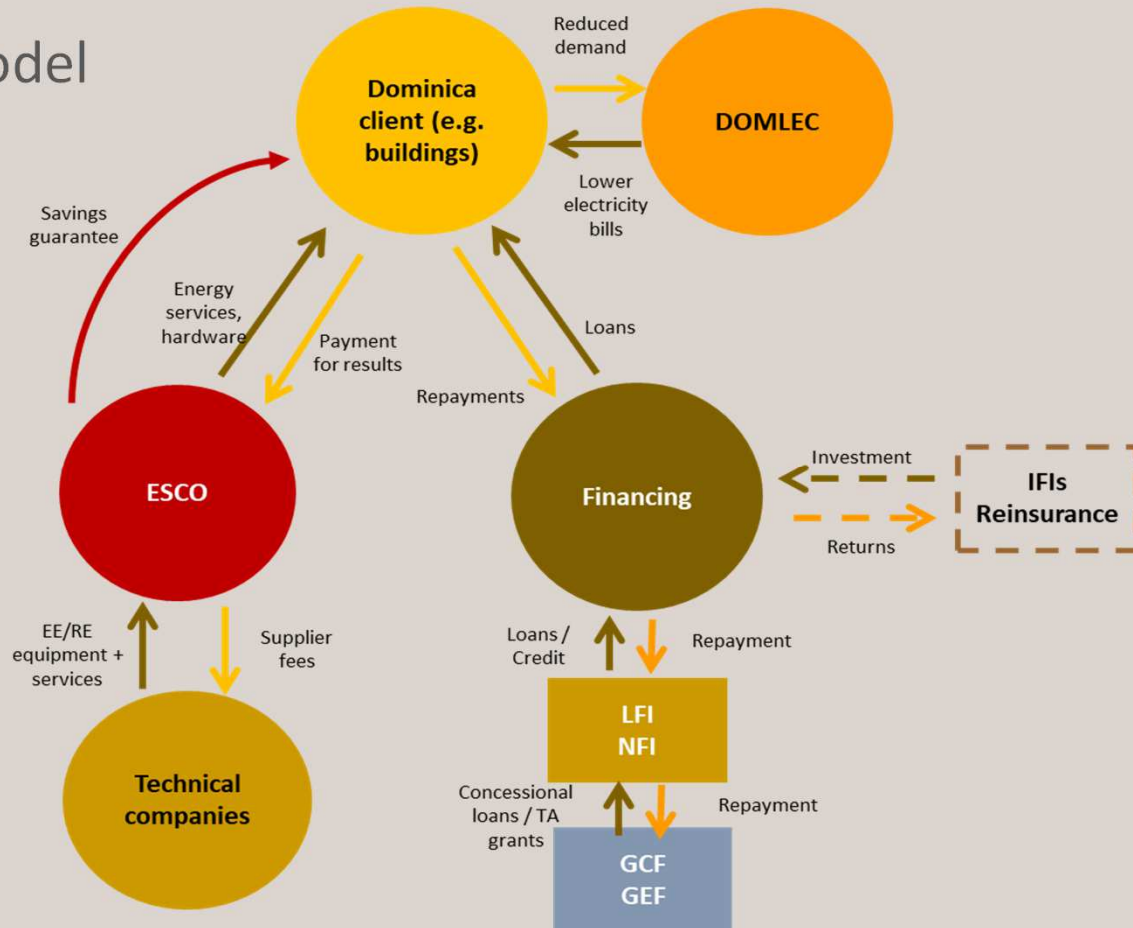 odel
Reduced
demand
Dominica
client (e.g.
buildings)
DOMLEC
Lower
electricity
bills
Savings
guarantee
Energy
services,
hardware
Payment
for results
Loans
Repayments
ESCO
Financing
Investment
IFIs
Reinsurance
Returns
EE/RE
equipment +
services
Supplier
fees
Loans /
Credit
Repayment
LFI
NFI
Technical
companies
Concessional
loans / TA
grants
Repayment
GCF
GEF